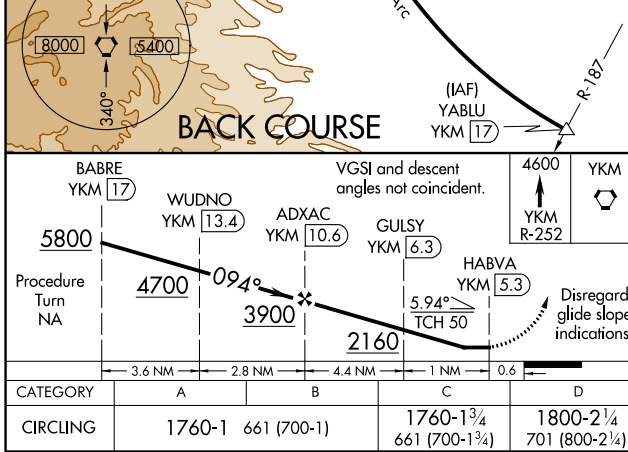 Arc
8000
5400
340°
R-187
(IAF)
YABLU
YKM 17
BACK COURSE
BABRE
YKM 17
WUDNO
YKM 13.4
ADXAC
YKM 10.6
VGSI and descent
angles not coincident.
GULSY
YKM 6.3
HABVA
YKM 5.3
4600
YKM
R-252
YKM
5800
4700
094°
3900
2160
5.94°
TCH 50
Procedure
Turn
NA
Disregard
glide slope
indications
3.6 NM
2.8 NM
4.4 NM
1 NM
0.6
CATEGORY A B C D
CIRCLING 1760-1 661 (700-1) 1760-1¾ 661 (700-1¾) 1800-2¼ 701 (800-2¼)